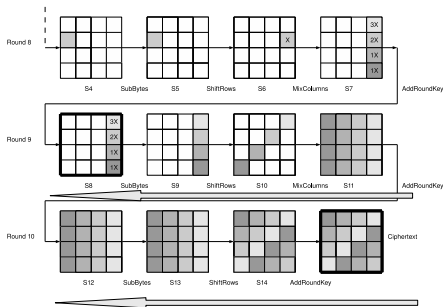 3X
Round 8 X 2X
1X
1X
S4 SubBytes S5 ShiftRows S6 MixColumns S7 AddRoundKey
3X
Round 9 2X
1X
1X
S8 SubBytes S9 ShiftRows S10 MixColumns S11 AddRoundKey
Round 10 Ciphertext
S12 SubBytes S13 ShiftRows S14 AddRoundKey